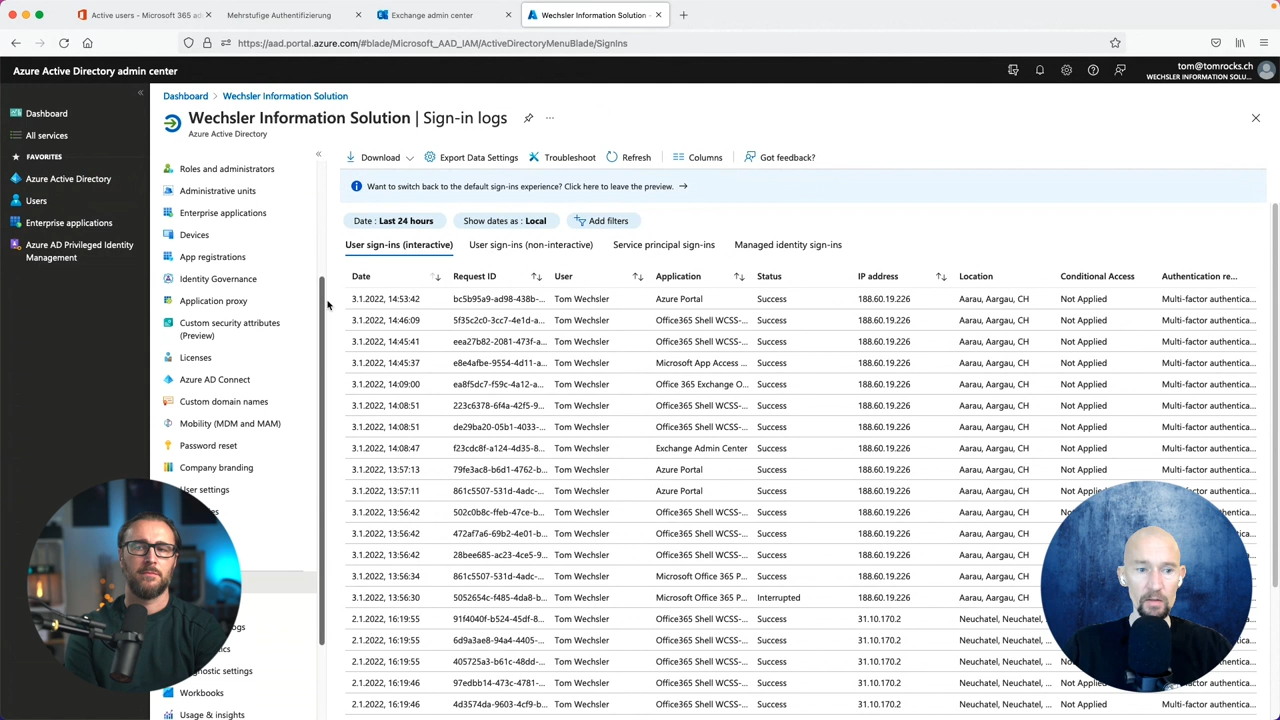 Active users - Microsoft 365 ad
Mehrstufige Authentifizierung
Exchange admin center
Wechsler Information Solution -
https://aad.portal.azure.com/#blade/Microsoft_AAD_IAM/ActiveDirectoryMenuBlade/SignIns
Azure Active Directory admin center
tom@tomrocks.ch
WECHSLER INFORMATION SOLU...
Dashboard
All services
FAVORITES
Azure Active Directory
Users
Enterprise applications
Azure AD Privileged Identity
Management
Dashboard > Wechsler Information Solution
Wechsler Information Solution | Sign-in logs
Azure Active Directory
Roles and administrators
Administrative units
Enterprise applications
Devices
App registrations
Identity Governance
Application proxy
Custom security attributes
(Preview)
Licenses
Azure AD Connect
Custom domain names
Mobility (MDM and MAM)
Password reset
Company branding
User settings
Workbooks
Usage & insights
Download Export Data Settings Troubleshoot Refresh Columns Got feedback?
Want to switch back to the default sign-ins experience? Click here to leave the preview. →
Date : Last 24 hours Show dates as : Local Add filters
User sign-ins (interactive) User sign-ins (non-interactive) Service principal sign-ins Managed identity sign-ins
Date Request ID User Application Status IP address Location Conditional Access Authentication re...
3.1.2022, 14:53:42 bc5b95a9-ad98-438b-... Tom Wechsler Azure Portal Success 188.60.19.226 Aarau, Aargau, CH Not Applied Multi-factor authentica...
3.1.2022, 14:46:09 5f35c2c0-3cc7-4e1d-a... Tom Wechsler Office365 Shell WCSS-... Success 188.60.19.226 Aarau, Aargau, CH Not Applied Multi-factor authentica...
3.1.2022, 14:45:41 eea27b82-2081-473f-a... Tom Wechsler Office365 Shell WCSS-... Success 188.60.19.226 Aarau, Aargau, CH Not Applied Multi-factor authentica...
3.1.2022, 14:45:37 e8e4afbe-9554-4d11-a... Tom Wechsler Microsoft App Access ... Success 188.60.19.226 Aarau, Aargau, CH Not Applied Multi-factor authentica...
3.1.2022, 14:09:00 ea8f5dc7-f59c-4a12-a... Tom Wechsler Office 365 Exchange O... Success 188.60.19.226 Aarau, Aargau, CH Not Applied Multi-factor authentica...
3.1.2022, 14:08:51 223c6378-6f4a-42f5-9... Tom Wechsler Office365 Shell WCSS-... Success 188.60.19.226 Aarau, Aargau, CH Not Applied Multi-factor authentica...
3.1.2022, 14:08:51 de29ba20-05b1-4033-... Tom Wechsler Office365 Shell WCSS-... Success 188.60.19.226 Aarau, Aargau, CH Not Applied Multi-factor authentica...
3.1.2022, 14:08:47 f23cdc8f-a124-4d35-8... Tom Wechsler Exchange Admin Center Success 188.60.19.226 Aarau, Aargau, CH Not Applied Multi-factor authentica...
3.1.2022, 13:57:13 79fe3ac8-b6d1-4762-b... Tom Wechsler Azure Portal Success 188.60.19.226 Aarau, Aargau, CH Not Applied Multi-factor authentica...
3.1.2022, 13:57:11 861c5507-531d-4adc-... Tom Wechsler Azure Portal Success 188.60.19.226 Aarau, Aargau, CH Not Applied Multi-factor authentica...
3.1.2022, 13:56:42 502c0b8c-ffeb-47ce-b... Tom Wechsler Office365 Shell WCSS-... Success 188.60.19.226 Aarau, Aargau, CH
3.1.2022, 13:56:42 472af7a6-69b2-4e01-b... Tom Wechsler Office365 Shell WCSS-... Success 188.60.19.226 Aarau, Aargau, CH
3.1.2022, 13:56:42 28bee685-ac23-4ce5-9... Tom Wechsler Office365 Shell WCSS-... Success 188.60.19.226 Aarau, Aargau, CH
3.1.2022, 13:56:34 861c5507-531d-4adc-... Tom Wechsler Microsoft Office 365 P... Success 188.60.19.226 Aarau, Aargau, CH
3.1.2022, 13:56:30 5052654c-f485-4da8-b... Tom Wechsler Microsoft Office 365 P... Interrupted 188.60.19.226 Aarau, Aargau, CH
2.1.2022, 16:19:55 91f4040f-b524-45df-8... Tom Wechsler Office365 Shell WCSS-... Success 31.10.170.2 Neuchatel, Neuchatel, ...
2.1.2022, 16:19:55 6d9a3ae8-94a4-4405-... Tom Wechsler Office365 Shell WCSS-... Success 31.10.170.2 Neuchatel, Neuchatel, ...
2.1.2022, 16:19:55 405725a3-b61c-48dd-... Tom Wechsler Office365 Shell WCSS-... Success 31.10.170.2 Neuchatel, Neuchatel, ...
2.1.2022, 16:19:46 97edbb14-473c-4781-... Tom Wechsler Office365 Shell WCSS-... Success 31.10.170.2 Neuchatel, Neuchatel, ... Not Applied Multi-factor authentica...
2.1.2022, 16:19:46 4d3574da-9603-4cf9-b... Tom Wechsler Office365 Shell WCSS-... Success 31.10.170.2 Neuchatel, Neuchatel, ... Not Applied Multi-factor authentica...